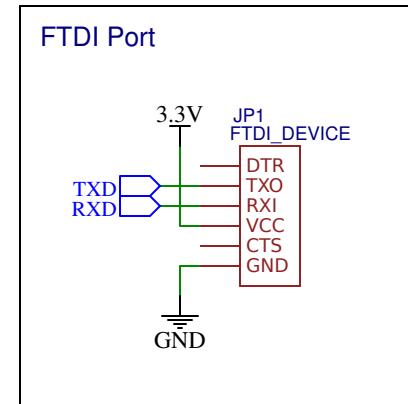 FTDI Port
3.3V
JP1
FTDI_DEVICE
DTR
TXD TXO
RXD RXI
VCC
CTS
GND
GND